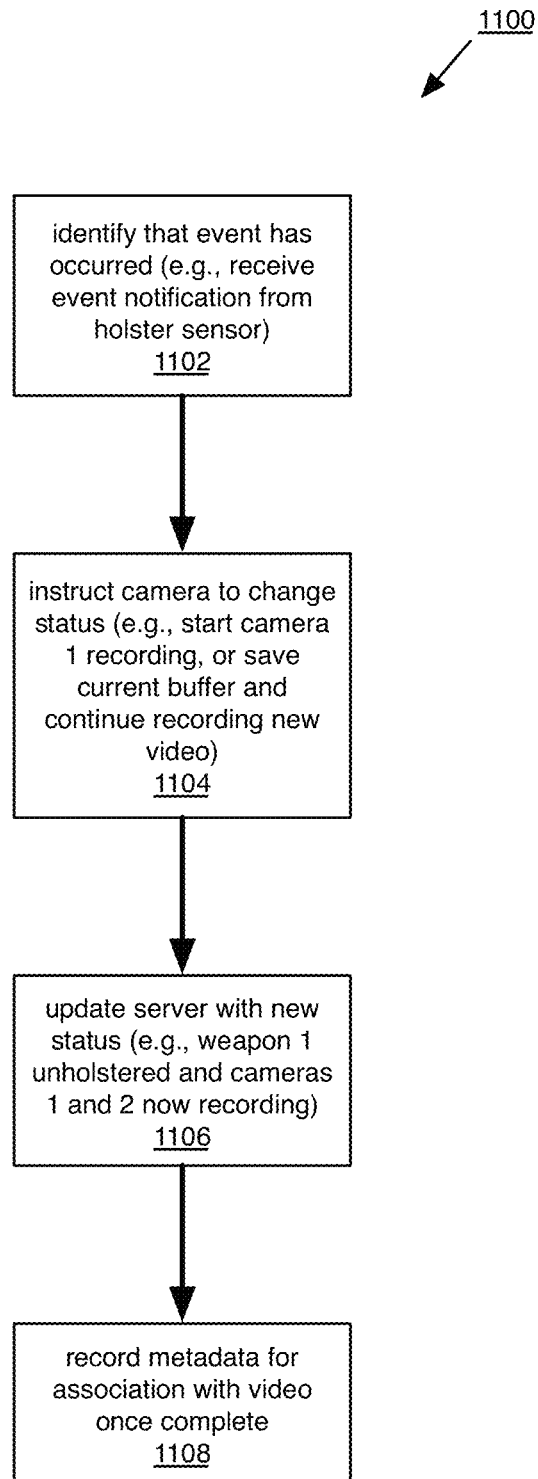 1100
identify that event has
occurred (e.g., receive
event notification from
holster sensor)
1102
instruct camera to change
status (e.g., start camera
1 recording, or save
current buffer and
continue recording new
video)
1104
update server with new
status (e.g., weapon 1
unholstered and cameras
1 and 2 now recording)
1106
record metadata for
association with video
once complete
1108